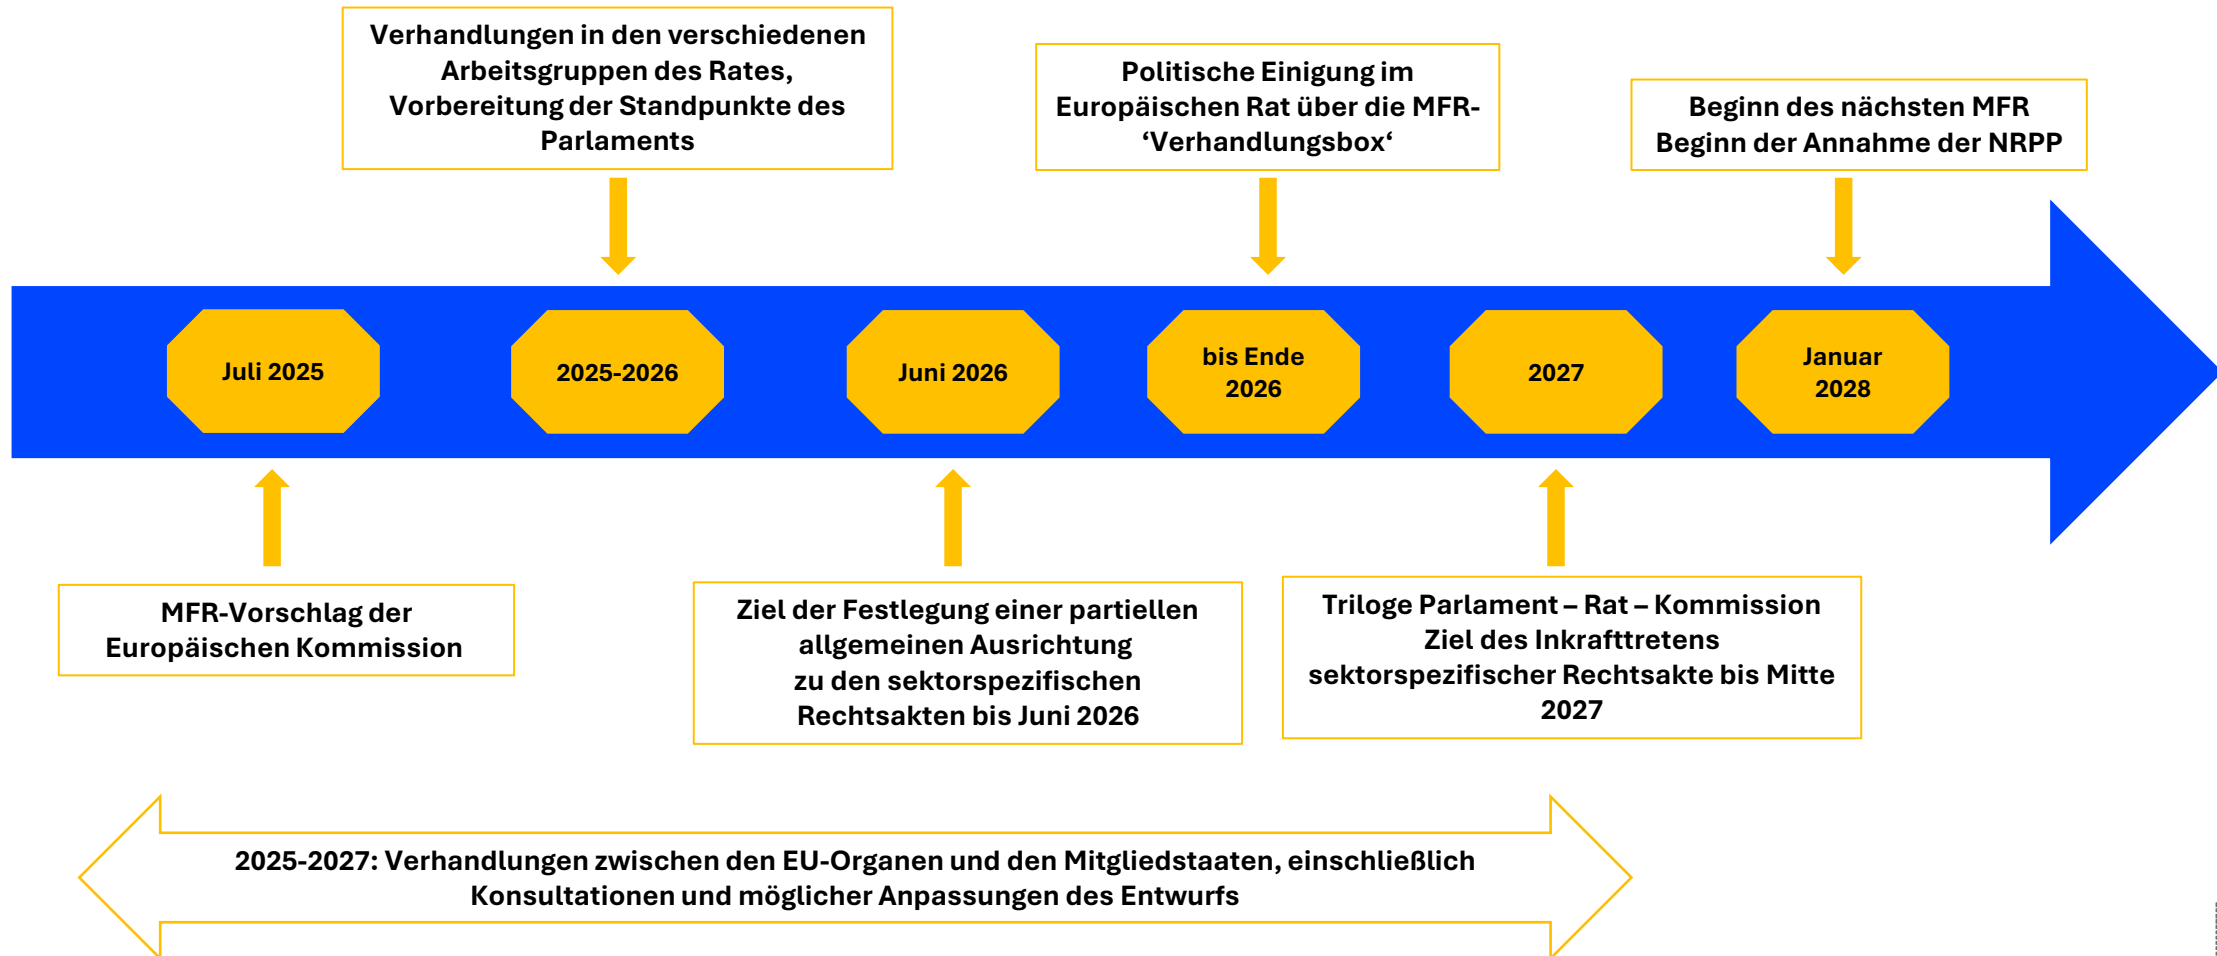 Verhandlungen in den verschiedenen
Arbeitsgruppen des Rates,
Vorbereitung der Standpunkte des
Parlaments
Politische Einigung im
Europäischen Rat über die MFR-
‘Verhandlungsbox‘
Beginn des nächsten MFR
Beginn der Annahme der NRPP
Juli 2025
2025-2026
Juni 2026
bis Ende
2026
2027
Januar
2028
MFR-Vorschlag der
Europäischen Kommission
Ziel der Festlegung einer partiellen
allgemeinen Ausrichtung
zu den sektorspezifischen
Rechtsakten bis Juni 2026
Triloge Parlament – Rat – Kommission
Ziel des Inkrafttretens
sektorspezifischer Rechtsakte bis Mitte
2027
2025-2027: Verhandlungen zwischen den EU-Organen und den Mitgliedstaaten, einschließlich
Konsultationen und möglicher Anpassungen des Entwurfs